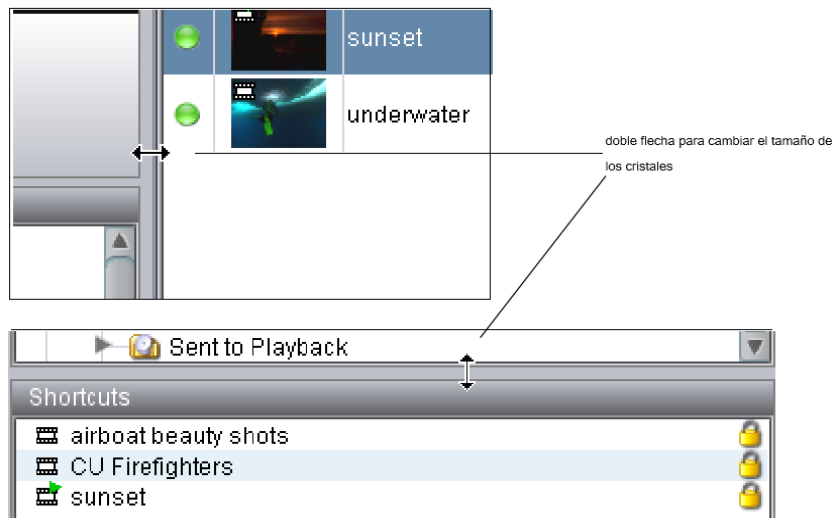 sunset
underwater
doble flecha para cambiar el tamaño de
los cristales
Sent to Playback
Shortcuts
airboat beauty shots
CU Firefighters
sunset